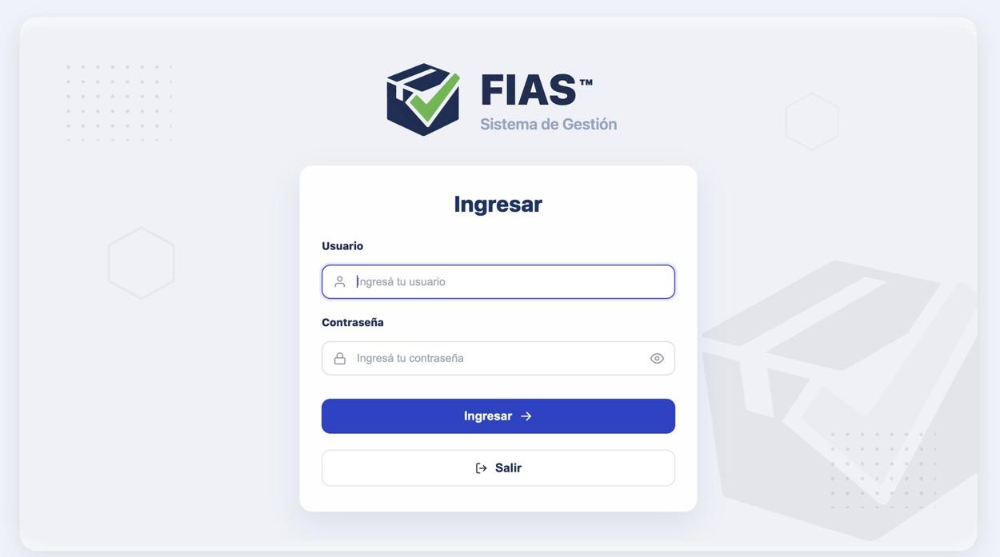 FIAS™
Sistema de Gestión
Ingresar
Usuario
Ingresá tu usuario
Contraseña
Ingresá tu contraseña
Ingresar →
Salir